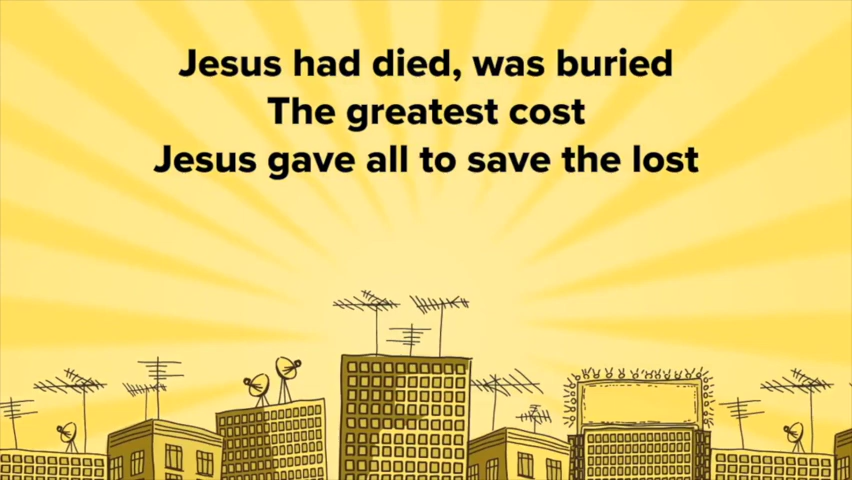 Jesus had died, was buried
The greatest cost
Jesus gave all to save the lost